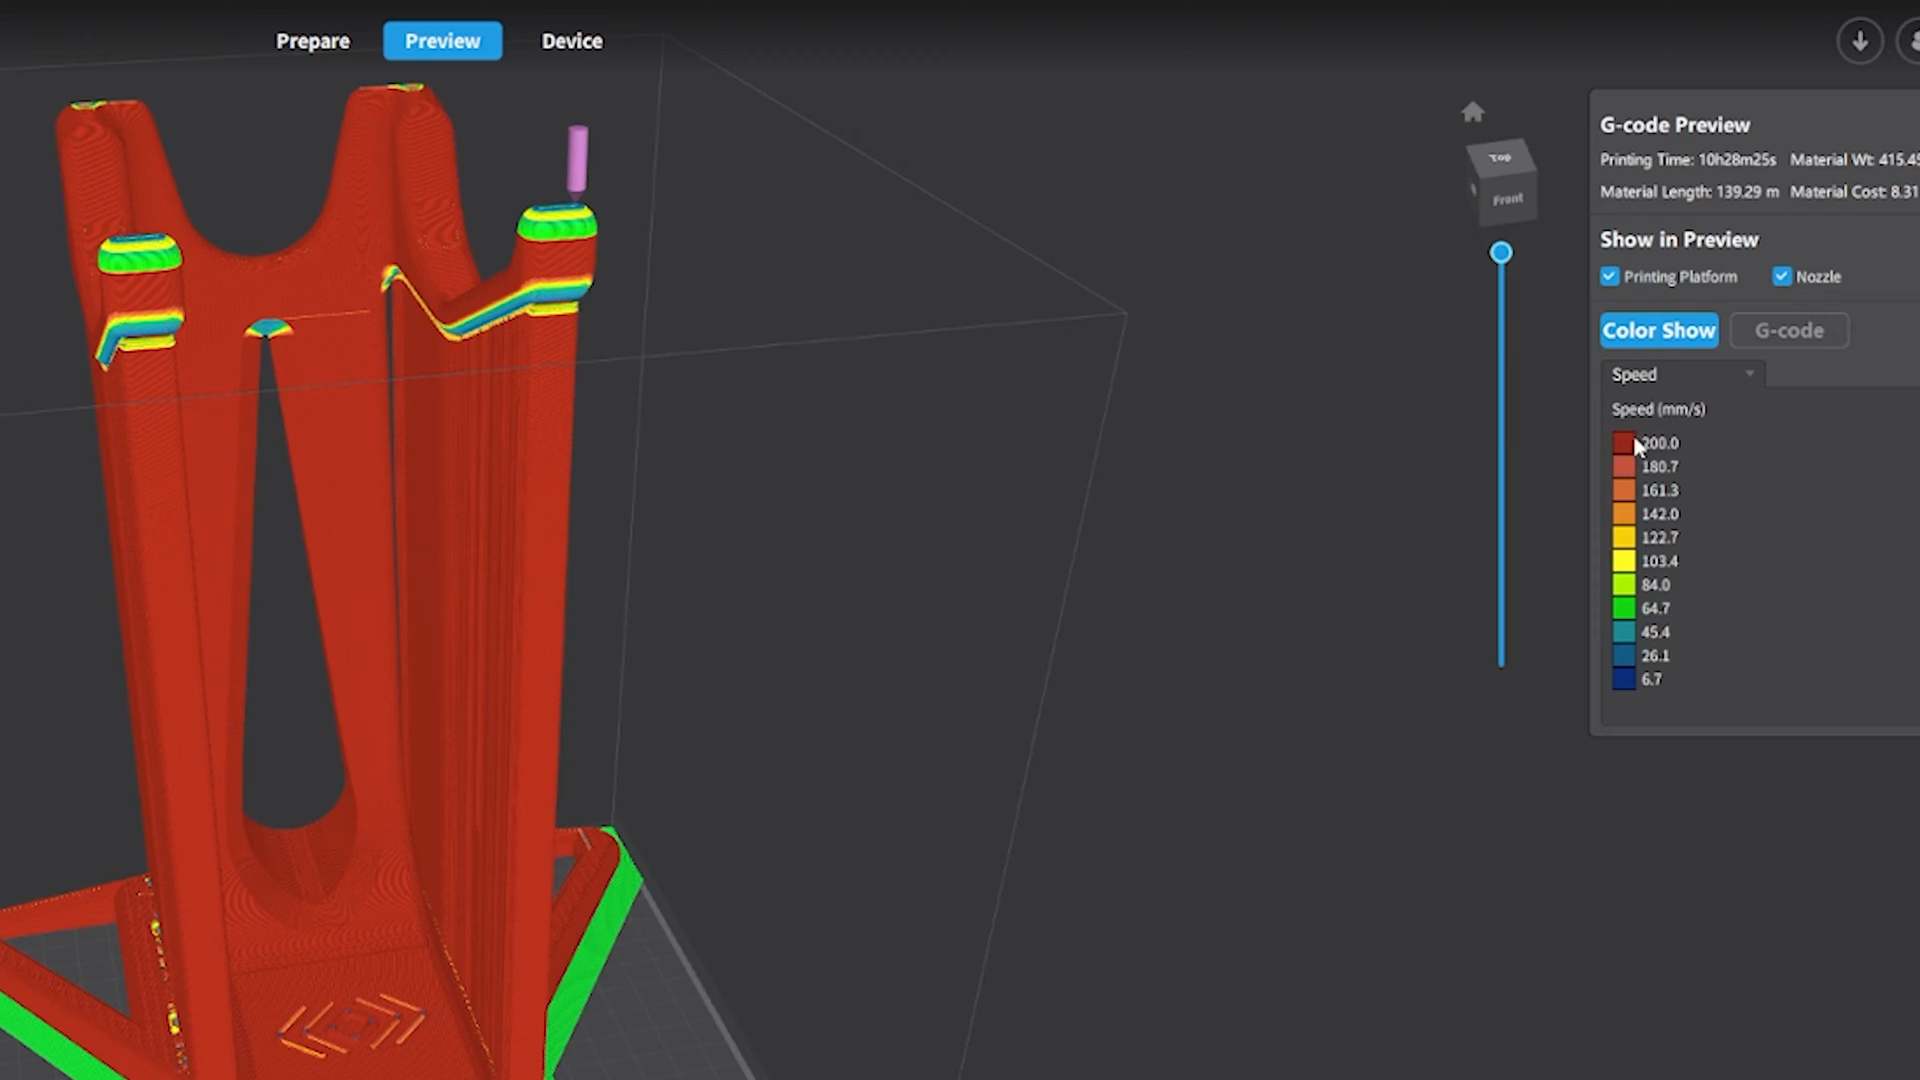 Prepare Preview Device
Top
Front
G-code Preview
Printing Time: 10h28m25s Material Wt: 415.45
Material Length: 139.29 m Material Cost: 8.31
Show in Preview
Printing Platform Nozzle
Color Show G-code
Speed
Speed (mm/s)
200.0
180.7
161.3
142.0
122.7
103.4
84.0
64.7
45.4
26.1
6.7